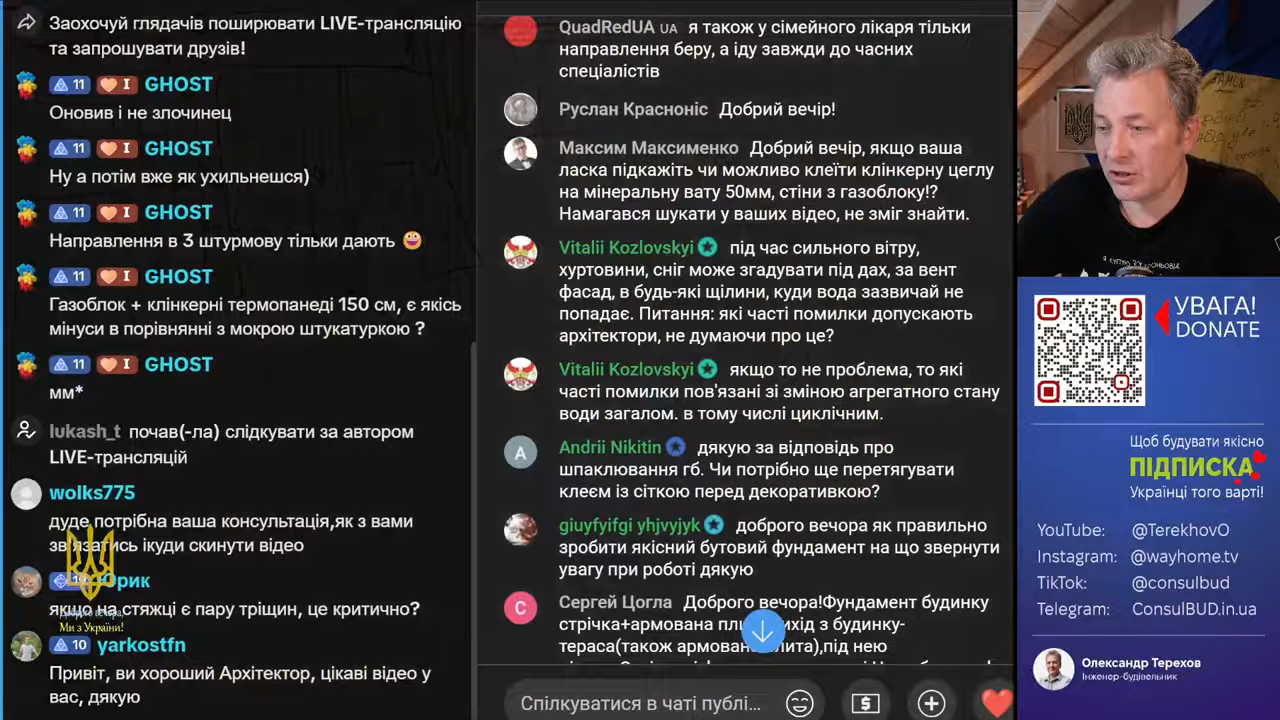 Заохочуй глядачів поширювати LIVE-трансляцію
та запрошувати друзів!
11 I GHOST
Оновив і не злочинец
11 I GHOST
Ну а потім вже як ухильнешся)
11 I GHOST
Направлення в 3 штурмову тільки дають
11 I GHOST
Газоблок + клінкерні термопанеді 150 см, є якісь
мінуси в порівнянні з мокрою штукатуркою ?
11 I GHOST
мм*
lukash_t почав(-ла) слідкувати за автором
LIVE-трансляцій
wolks775
дуде потрібна ваша консультація,як з вами
зв'язатись ікуди скинути відео
Юрик
якщо на стяжці є пару тріщин, це критично?
Ми з України!
10 yarkostfn
Привіт, ви хороший Архітектор, цікаві відео у
вас, дякую
QuadRedUA UA я також у сімейного лікаря тільки
направлення беру, а іду завжди до часних
спеціалістів
Руслан Красноніс Добрий вечір!
Максим Максименко Добрий вечір, якщо ваша
ласка підкажіть чи можливо клеїти клінкерну цеглу
на мінеральну вату 50мм, стіни з газоблоку!?
Намагався шукати у ваших відео, не зміг знайти.
Vitalii Kozlovskyi під час сильного вітру,
хуртовини, сніг може згадувати під дах, за вент
фасад, в будь-які щілини, куди вода зазвичай не
попадає. Питання: які часті помилки допускають
архітектори, не думаючи про це?
Vitalii Kozlovskyi якщо то не проблема, то які
часті помилки пов'язані зі зміною агрегатного стану
води загалом. в тому числі циклічним.
A Andrii Nikitin дякую за відповідь про
шпаклювання гб. Чи потрібно ще перетягувати
клеєм із сіткою перед декоративкою?
giuyfyifgi yhjvyjyk доброго вечора як правильно
зробити якісний бутовий фундамент на що звернути
увагу при роботі дякую
С Сергей Цогла Доброго вечора!Фундамент будинку
стрічка+армована вихід з будинку-
тераса(також армована плита),під нею
Спілкуватися в чаті публі...
ЗАМОК
УВАГА!
DONATE
Щоб будувати якісно
ПІДПИСКА
Українці того варті!
YouTube: @TerekhovO
Instagram: @wayhome.tv
TikTok: @consulbud
Telegram: ConsulBUD.in.ua
Олександр Терехов
Інженер-будівельник